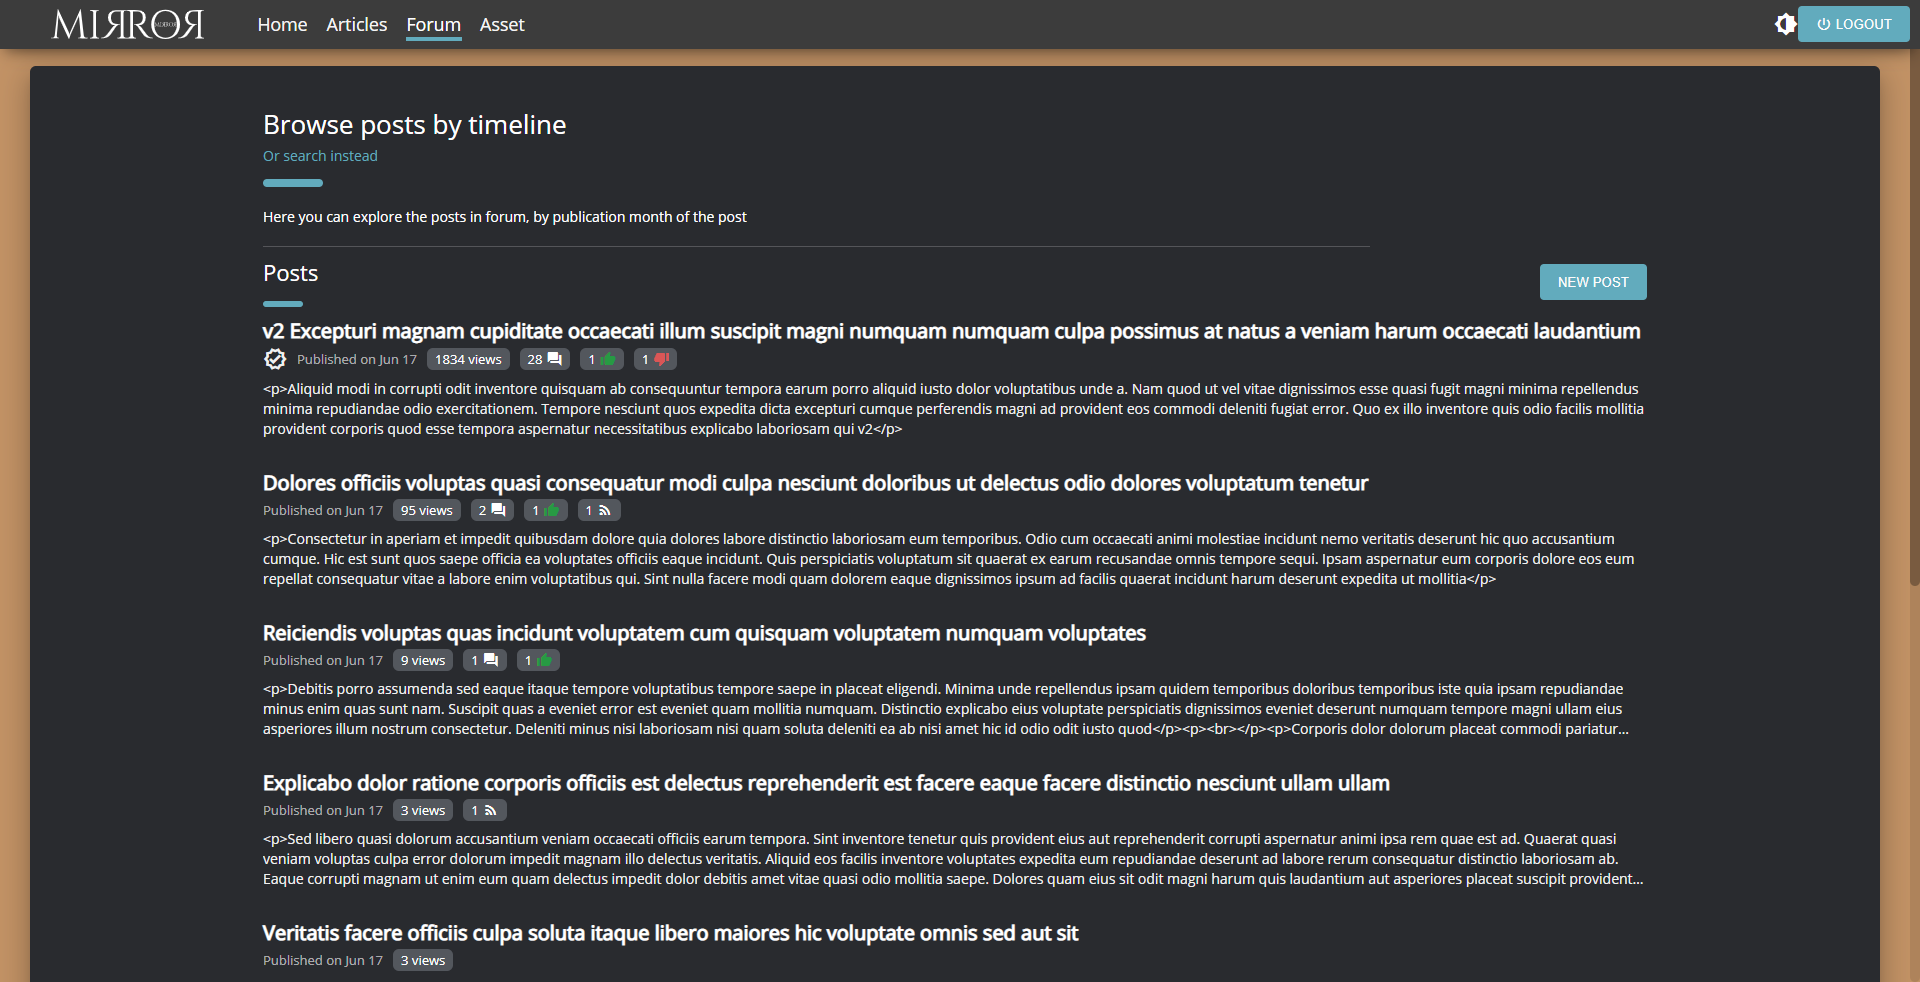 MIRROR
Home Articles Forum Asset
LOGOUT
Browse posts by timeline
Or search instead
Here you can explore the posts in forum, by publication month of the post
Posts
NEW POST
v2 Excepturi magnam cupiditate occaecati illum suscipit magni numquam numquam culpa possimus at natus a veniam harum occaecati laudantium
Published on Jun 17 1834 views 28 1 1
<p>Aliquid modi in corrupti odit inventore quisquam ab consequuntur tempora earum porro aliquid iusto dolor voluptatibus unde a. Nam quod ut vel vitae dignissimos esse quasi fugit magni minima repellendus
minima repudiandae odio exercitationem. Tempore nesciunt quos expedita dicta excepturi cumque perferendis magni ad provident eos commodi deleniti fugiat error. Quo ex illo inventore quis odio facilis mollitia
provident corporis quod esse tempora aspernatur necessitatibus explicabo laboriosam qui v2</p>
Dolores officiis voluptas quasi consequatur modi culpa nesciunt doloribus ut delectus odio dolores voluptatum tenetur
Published on Jun 17 95 views 2 1 1
<p>Consectetur in aperiam et impedit quibusdam dolore quia dolores labore distinctio laboriosam eum temporibus. Odio cum occaecati animi molestiae incidunt nemo veritatis deserunt hic quo accusantium
cumque. Hic est sunt quos saepe officia ea voluptates officiis eaque incidunt. Quis perspiciatis voluptatum sit quaerat ex earum recusandae omnis tempore sequi. Ipsam aspernatur eum corporis dolore eos eum
repellat consequatur vitae a labore enim voluptatibus qui. Sint nulla facere modi quam dolorem eaque dignissimos ipsum ad facilis quaerat incidunt harum deserunt expedita ut mollitia</p>
Reiciendis voluptas quas incidunt voluptatem cum quisquam voluptatem numquam voluptates
Published on Jun 17 9 views 1 1
<p>Debitis porro assumenda sed eaque itaque tempore voluptatibus tempore saepe in placeat eligendi. Minima unde repellendus ipsam quidem temporibus doloribus temporibus iste quia ipsam repudiandae
minus enim quas sunt nam. Suscipit quas a eveniet error est eveniet quam mollitia numquam. Distinctio explicabo eius voluptate perspiciatis dignissimos eveniet deserunt numquam tempore magni ullam eius
asperiores illum nostrum consectetur. Deleniti minus nisi laboriosam nisi quam soluta deleniti ea ab nisi amet hic id odio odit iusto quod</p><p><br></p><p>Corporis dolor dolorum placeat commodi pariatur...
Explicabo dolor ratione corporis officiis est delectus reprehenderit est facere eaque facere distinctio nesciunt ullam ullam
Published on Jun 17 3 views 1
<p>Sed libero quasi dolorum accusantium veniam occaecati officiis earum tempora. Sint inventore tenetur quis provident eius aut reprehenderit corrupti aspernatur animi ipsa rem quae est ad. Quaerat quasi
veniam voluptas culpa error dolorum impedit magnam illo delectus veritatis. Aliquid eos facilis inventore voluptates expedita eum repudiandae deserunt ad labore rerum consequatur distinctio laboriosam ab.
Eaque corrupti magnam ut enim eum quam delectus impedit dolor debitis amet vitae quasi odio mollitia saepe. Dolores quam eius sit odit magni harum quis laudantium aut asperiores placeat suscipit provident...
Veritatis facere officiis culpa soluta itaque libero maiores hic voluptate omnis sed aut sit
Published on Jun 17 3 views